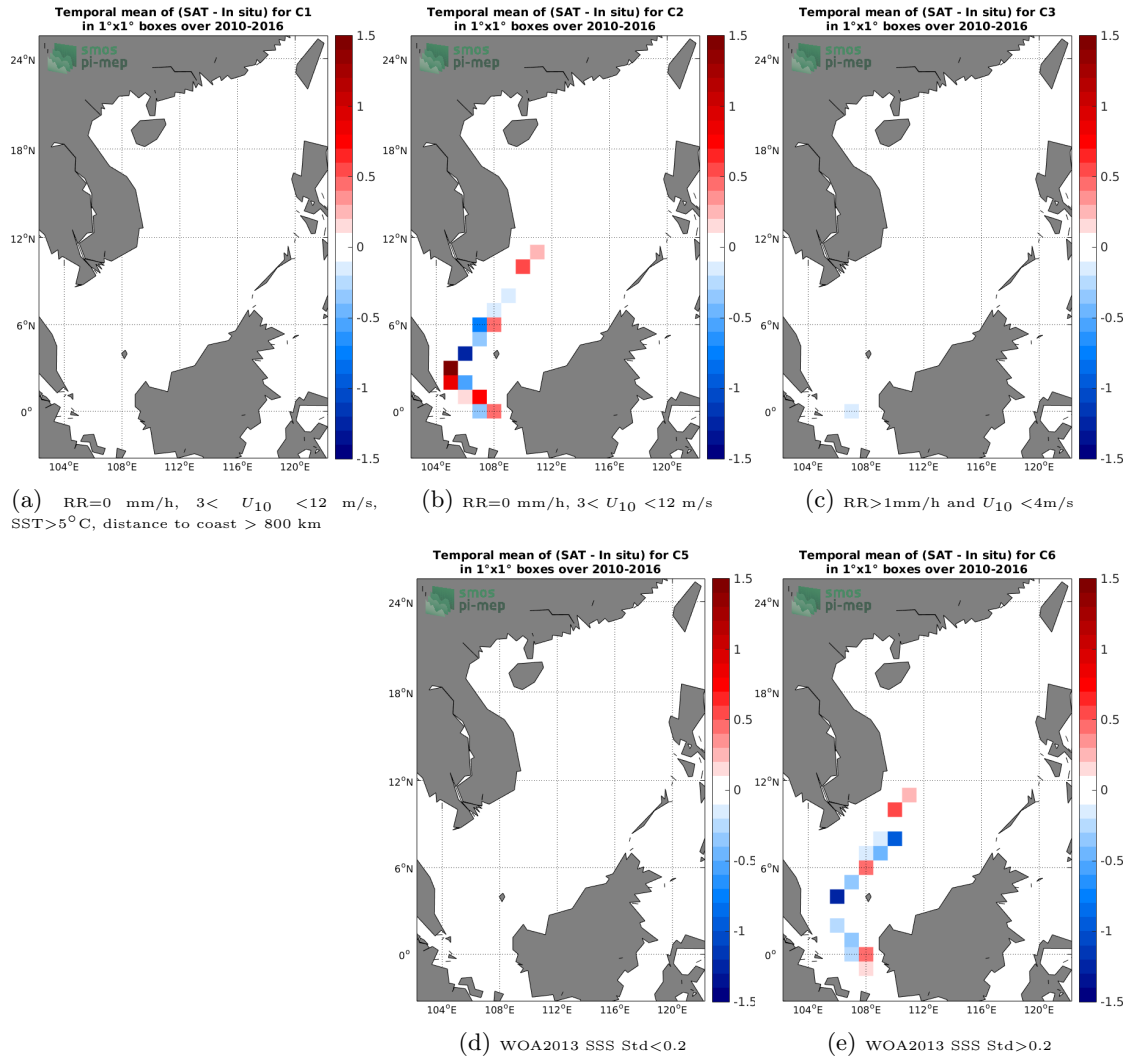 Temporal mean of (SAT - In situ) for C1
in 1°x1° boxes over 2010-2016
smos
pi-mep
24°N
18°N
12°N
6°N
0°
104°E
108°E
112°E
116°E
120°E
1.5
1
0.5
0
-0.5
-1
-1.5
(a) RR=0 mm/h, 3< U10 <12 m/s,
SST>5°C, distance to coast > 800 km
Temporal mean of (SAT - In situ) for C2
in 1°x1° boxes over 2010-2016
smos
pi-mep
24°N
18°N
12°N
6°N
0°
104°E
108°E
112°E
116°E
120°E
1.5
1
0.5
0
-0.5
-1
-1.5
(b) RR=0 mm/h, 3< U10 <12 m/s
Temporal mean of (SAT - In situ) for C3
in 1°x1° boxes over 2010-2016
smos
pi-mep
24°N
18°N
12°N
6°N
0°
104°E
108°E
112°E
116°E
120°E
1.5
1
0.5
0
-0.5
-1
-1.5
(c) RR>1mm/h and U10 <4m/s
Temporal mean of (SAT - In situ) for C5
in 1°x1° boxes over 2010-2016
smos
pi-mep
24°N
18°N
12°N
6°N
0°
104°E
108°E
112°E
116°E
120°E
1.5
1
0.5
0
-0.5
-1
-1.5
(d) WOA2013 SSS Std<0.2
Temporal mean of (SAT - In situ) for C6
in 1°x1° boxes over 2010-2016
smos
pi-mep
24°N
18°N
12°N
6°N
0°
104°E
108°E
112°E
116°E
120°E
1.5
1
0.5
0
-0.5
-1
-1.5
(e) WOA2013 SSS Std>0.2